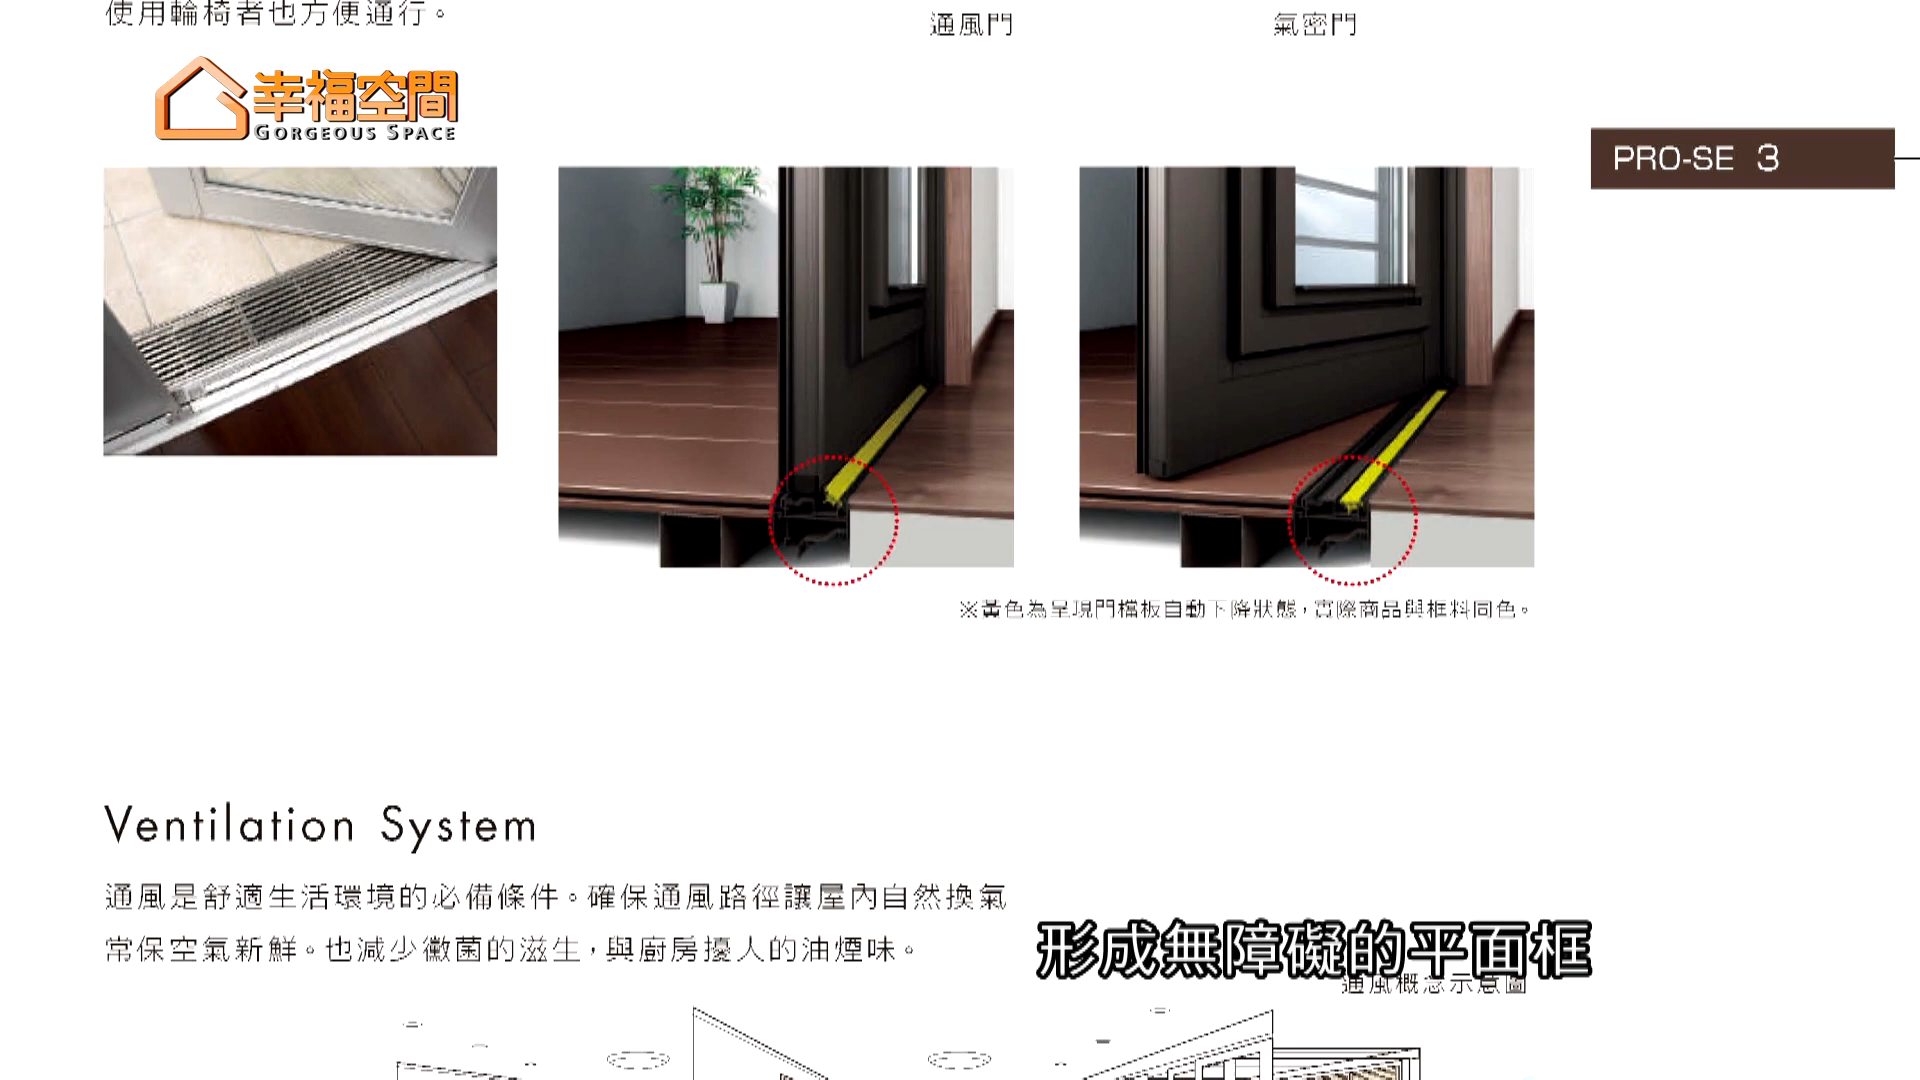 使用輪椅者也方便通行。
通風門
氣密門
幸福空間
GORGEOUS SPACE
PRO-SE 3
※黃色為呈現門檔板自動下降狀態，實際商品與框料同色。
Ventilation System
通風是舒適生活環境的必備條件。確保通風路徑讓屋內自然換氣
常保空氣新鮮。也減少黴菌的滋生，與廚房擾人的油煙味。
形成無障礙的平面框
通風概念示意圖